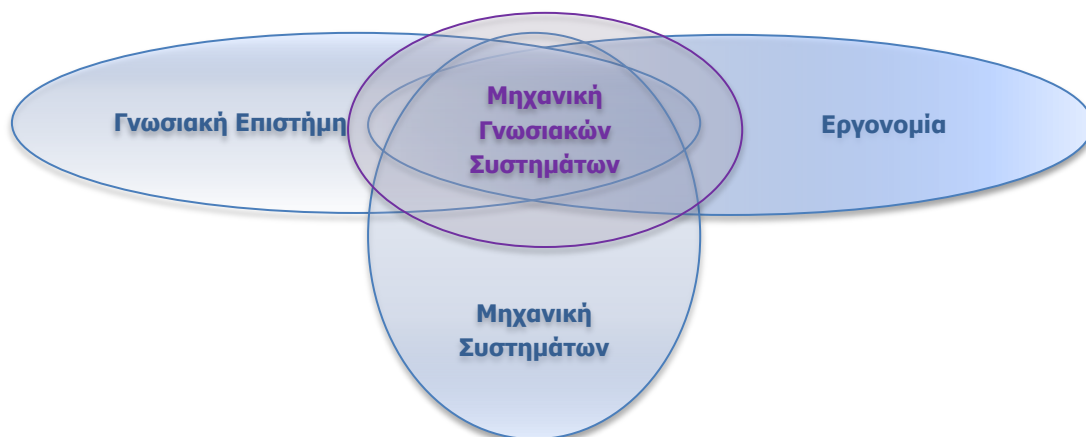 Γνωσιακή Επιστήμη
Μηχανική
Γνωσιακών
Συστημάτων
Εργονομία
Μηχανική
Συστημάτων